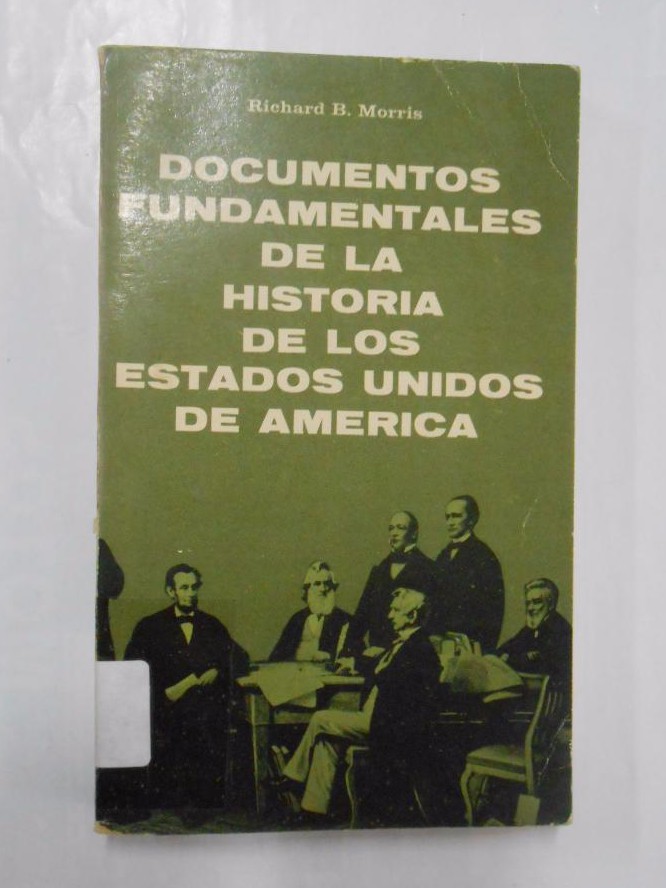 Richard B. Morris
DOCUMENTOS
FUNDAMENTALES
DE LA
HISTORIA
DE LOS
ESTADOS UNIDOS
DE AMERICA